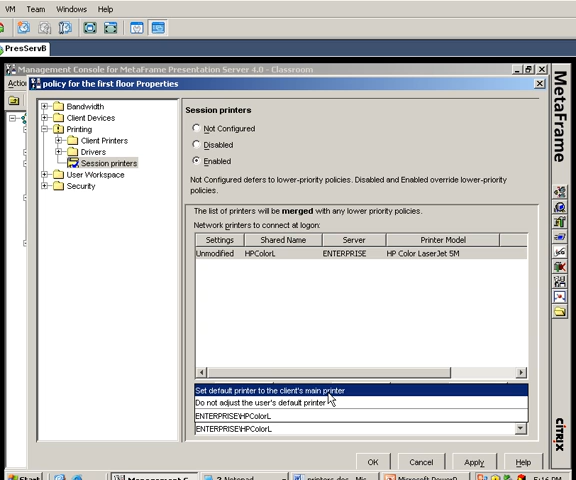 VM Team Windows Help
PresServB
Management Console for MetaFrame Presentation Server 4.0 - Classroom
policy for the first floor Properties
Bandwidth
Client Devices
Printing
Client Printers
Drivers
Session printers
User Workspace
Security
Session printers
Not Configured
Disabled
Enabled
Not Configured defers to lower-priority policies. Disabled and Enabled override lower-priority
policies.
The list of printers will be merged with any lower priority policies.
Network printers to connect at logon:
Settings Shared Name Server Printer Model
Unmodified HPColorL ENTERPRISE HP Color LaserJet 5M
Set default printer to the client's main printer
Do not adjust the user's default printer
ENTERPRISE\HPColorL
ENTERPRISE\HPColorL
OK Cancel Apply Help
MetaFrame
CITRIX
Start Management C... 2 Notepad printers.doc - Mic... Microsoft PowerP... 5:16 PM